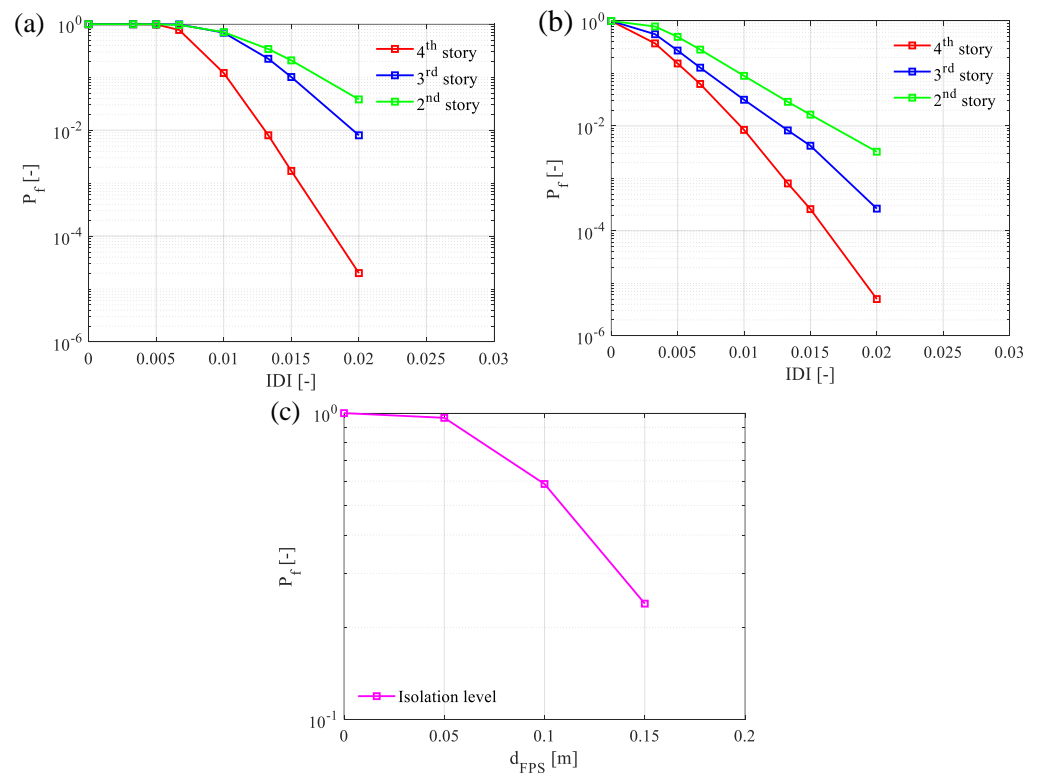 (a)
10^0
10^-2
10^-4
10^-6
P_f [-]
4^th story
3^rd story
2^nd story
0 0.005 0.01 0.015 0.02 0.025 0.03
IDI [-]
(b)
10^0
10^-2
10^-4
10^-6
P_f [-]
4^th story
3^rd story
2^nd story
0 0.005 0.01 0.015 0.02 0.025 0.03
IDI [-]
(c)
10^0
10^-1
P_f [-]
Isolation level
0 0.05 0.1 0.15 0.2
d_FPS [m]